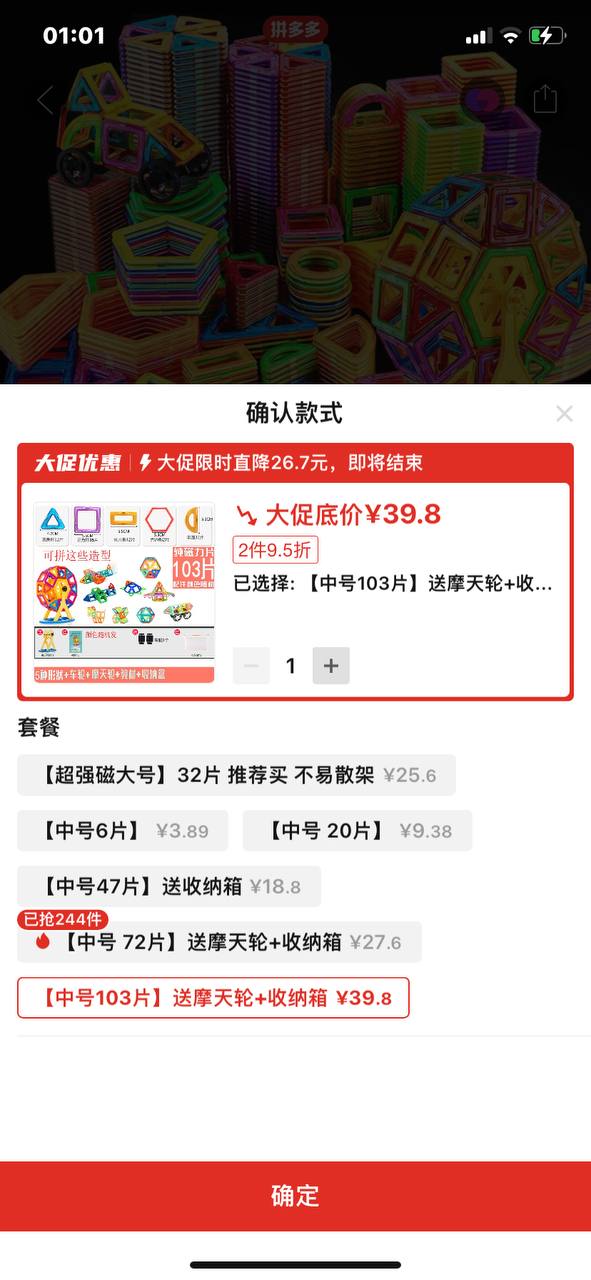 01:01
拼多多
确认款式
大促优惠 大促限时直降26.7元，即将结束
大促底价¥39.8
2件9.5折
已选择: 【中号103片】送摩天轮+收...
可拼这些造型
纯磁力片
103片
5种形状+车轮+摩天轮+教材+收纳盒
1
套餐
【超强磁大号】32片 推荐买 不易散架 ¥25.6
【中号6片】 ¥3.89 【中号 20片】 ¥9.38
【中号47片】送收纳箱 ¥18.8
已抢244件
【中号 72片】送摩天轮+收纳箱 ¥27.6
【中号103片】送摩天轮+收纳箱 ¥39.8
确定